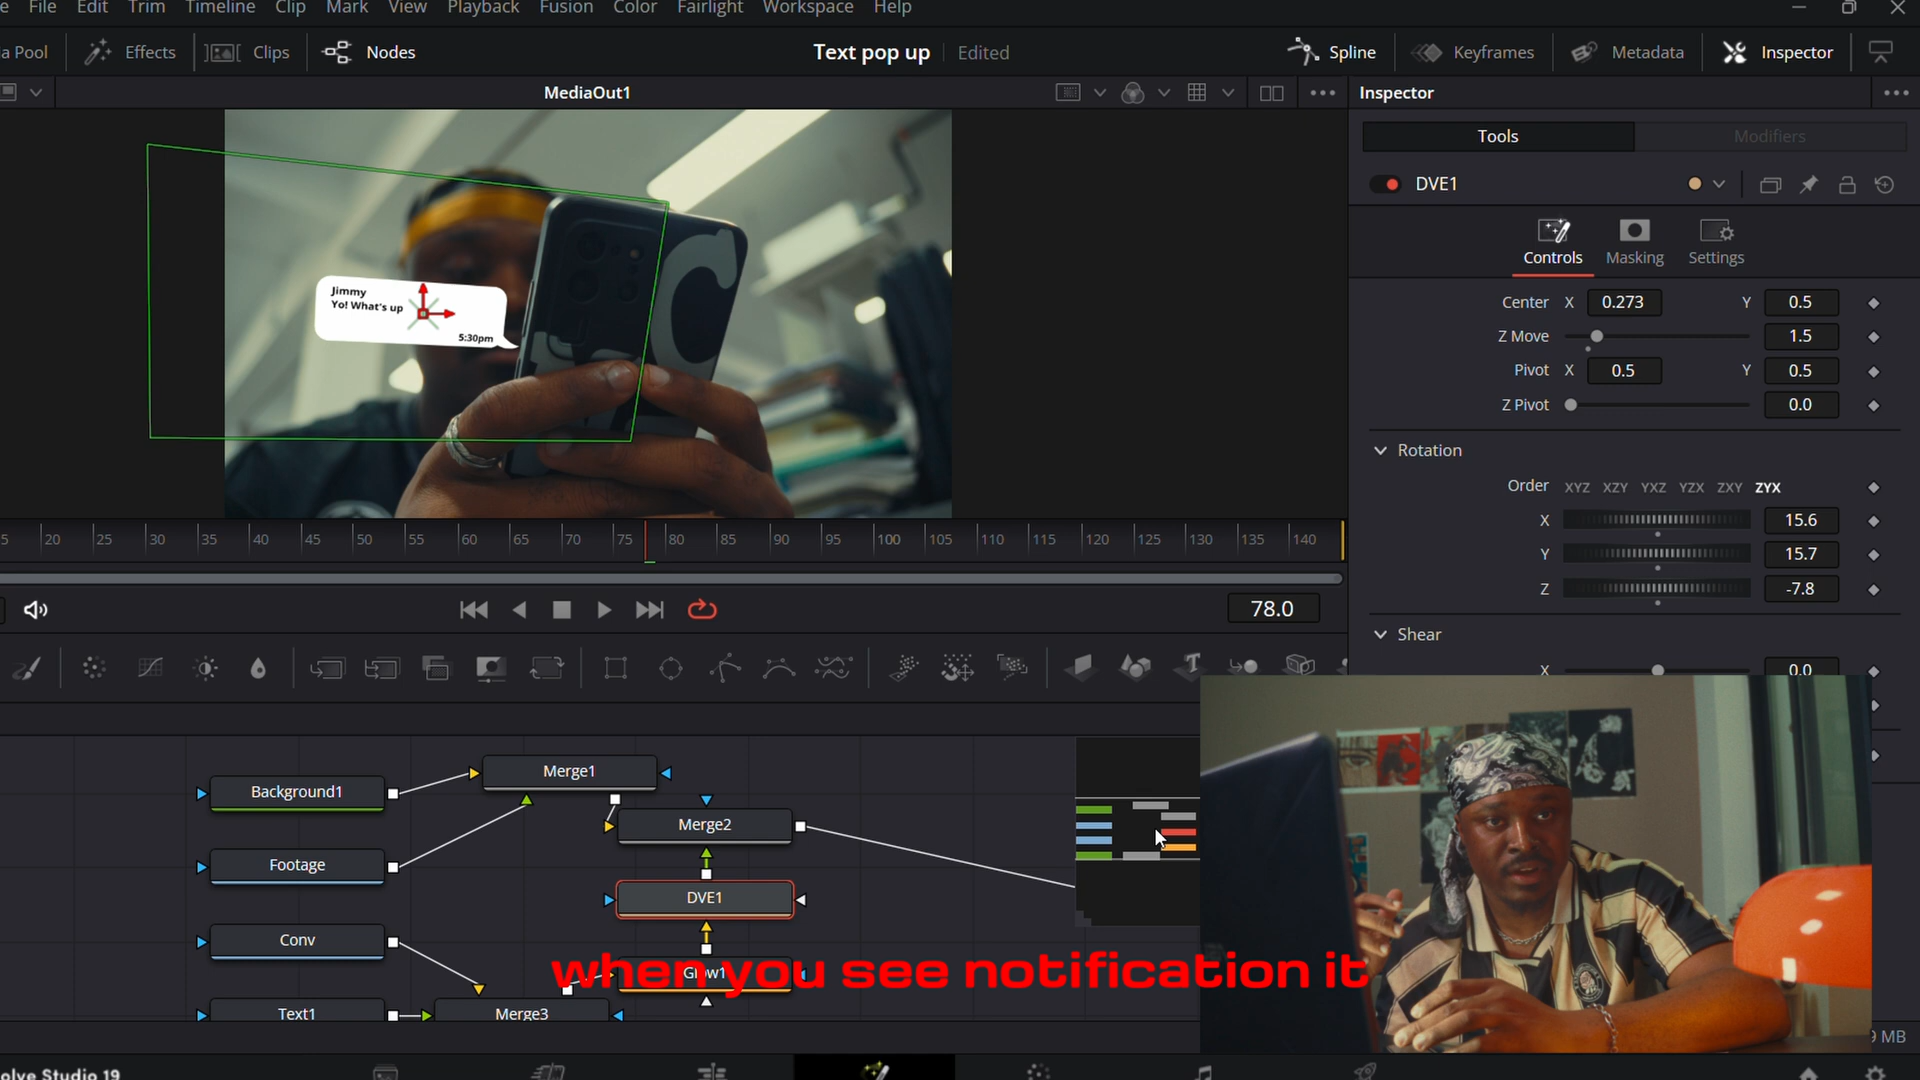 File Edit Trim Timeline Clip Mark View Playback Fusion Color Fairlight Workspace Help
a Pool Effects Clips Nodes Text pop up Edited Spline Keyframes Metadata Inspector
MediaOut1
Inspector
Tools Modifiers
DVE1
Controls Masking Settings
Center X 0.273 Y 0.5
Z Move 1.5
Pivot X 0.5 Y 0.5
Z Pivot 0.0
Rotation
Order XYZ XZY YXZ YZX ZXY ZYX
X 15.6
Y 15.7
Z -7.8
Shear
X 0.0
Jimmy
Yo! What's up
5:30pm
5 20 25 30 35 40 45 50 55 60 65 70 75 80 85 90 95 100 105 110 115 120 125 130 135 140
78.0
Background1
Merge1
Merge2
Footage
DVE1
Conv
Glow1
Text1
Merge3
when you see notification it
9 MB
olve Studio 19